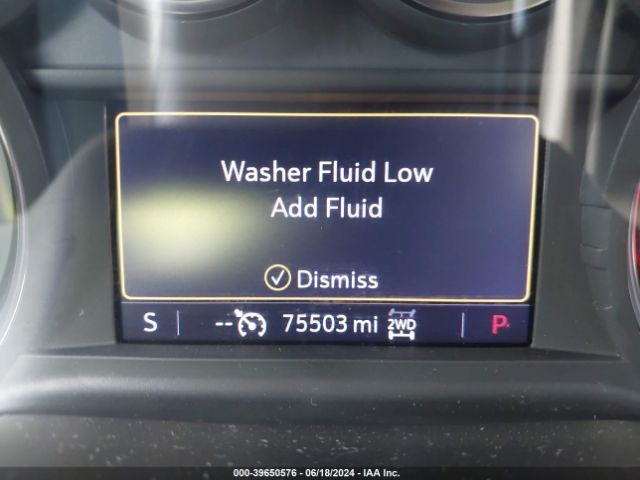 Washer Fluid Low
Add Fluid
Dismiss
S -- 75503 mi 2WD P
000-39650576 - 06/18/2024 - IAA Inc.